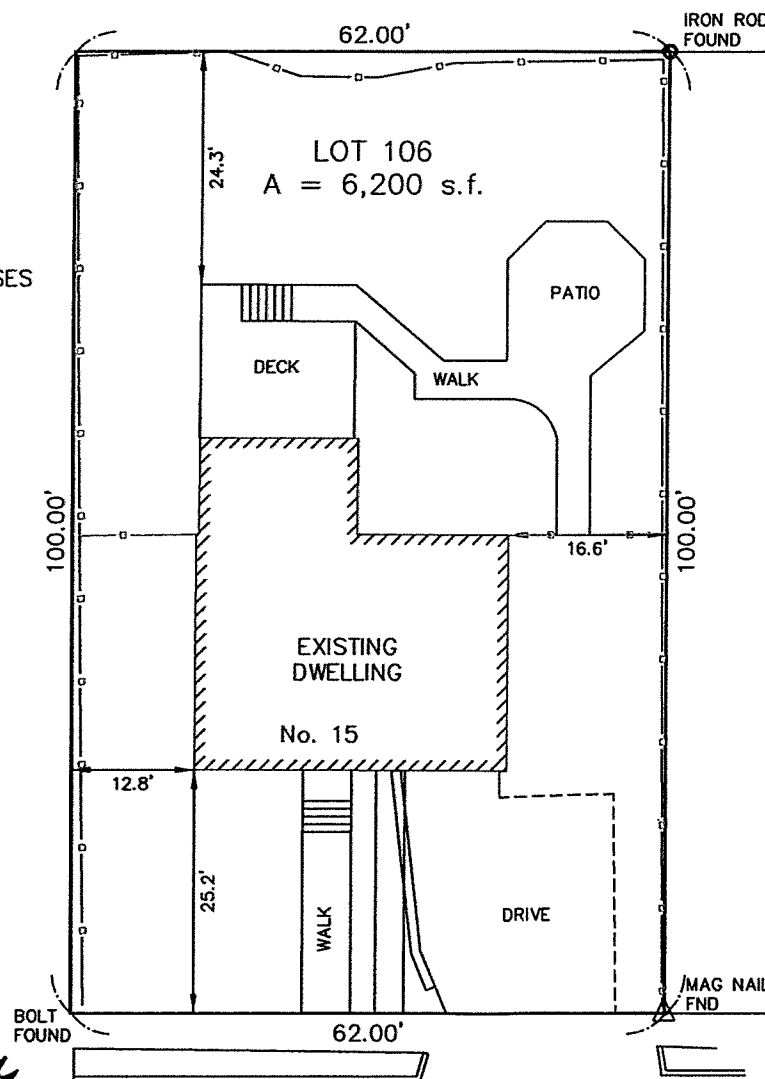 62.00'
IRON ROD
FOUND
LOT 106
A = 6,200 s.f.
24.3'
PATIO
DECK
WALK
100.00'
100.00'
16.6'
EXISTING
DWELLING
No. 15
12.8'
25.2'
WALK
DRIVE
BOLT
FOUND
62.00'
MAG NAIL
FND